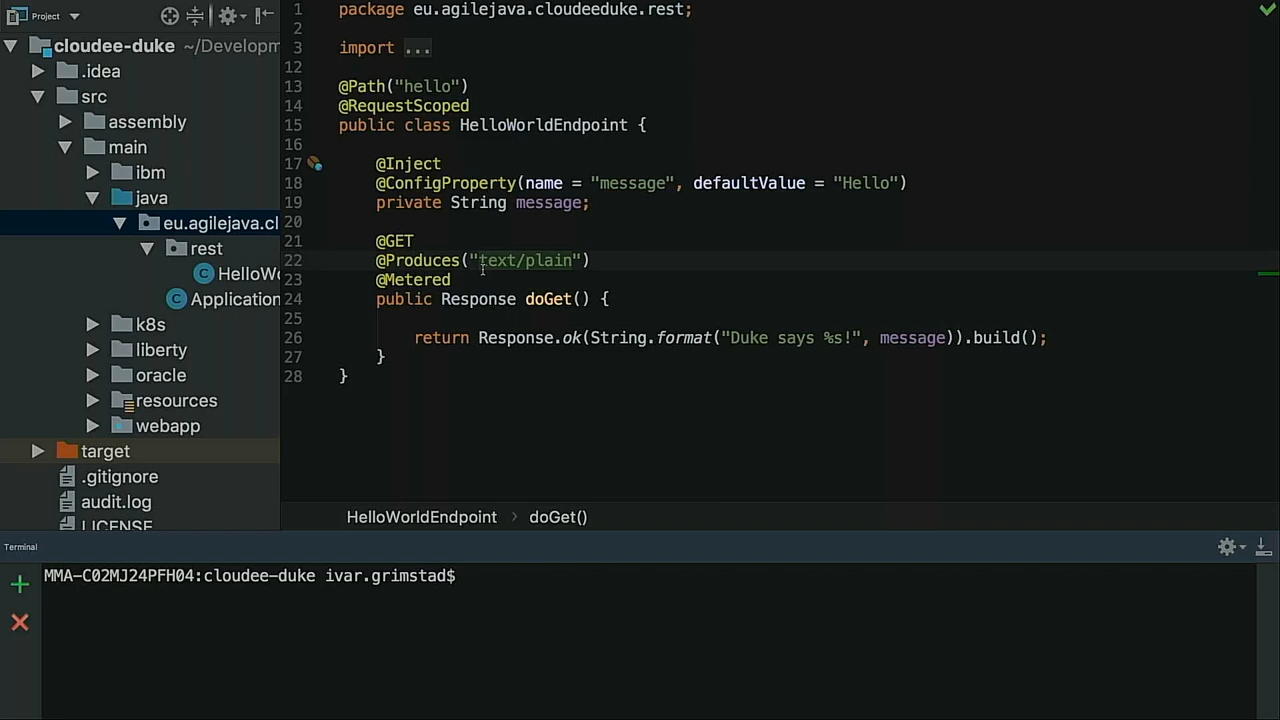 Project
cloudee-duke ~/Developm
.idea
src
assembly
main
ibm
java
eu.agilejava.cl
rest
HelloWo
Application
k8s
liberty
oracle
resources
webapp
target
.gitignore
audit.log
LICENSE
1 package eu.agilejava.cloudeeduke.rest;
2
3 import ...
12
13 @Path("hello")
14 @RequestScoped
15 public class HelloWorldEndpoint {
16
17 @Inject
18 @ConfigProperty(name = "message", defaultValue = "Hello")
19 private String message;
20
21 @GET
22 @Produces("text/plain")
23 @Metered
24 public Response doGet() {
25
26 return Response.ok(String.format("Duke says %s!", message)).build();
27 }
28 }
HelloWorldEndpoint › doGet()
Terminal
MMA-C02MJ24PFH04:cloudee-duke ivar.grimstad$